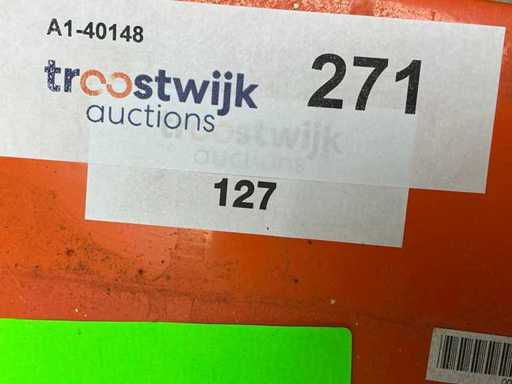 A1-40148
troostwijk 271
auctions
troostwijk
auctions
127